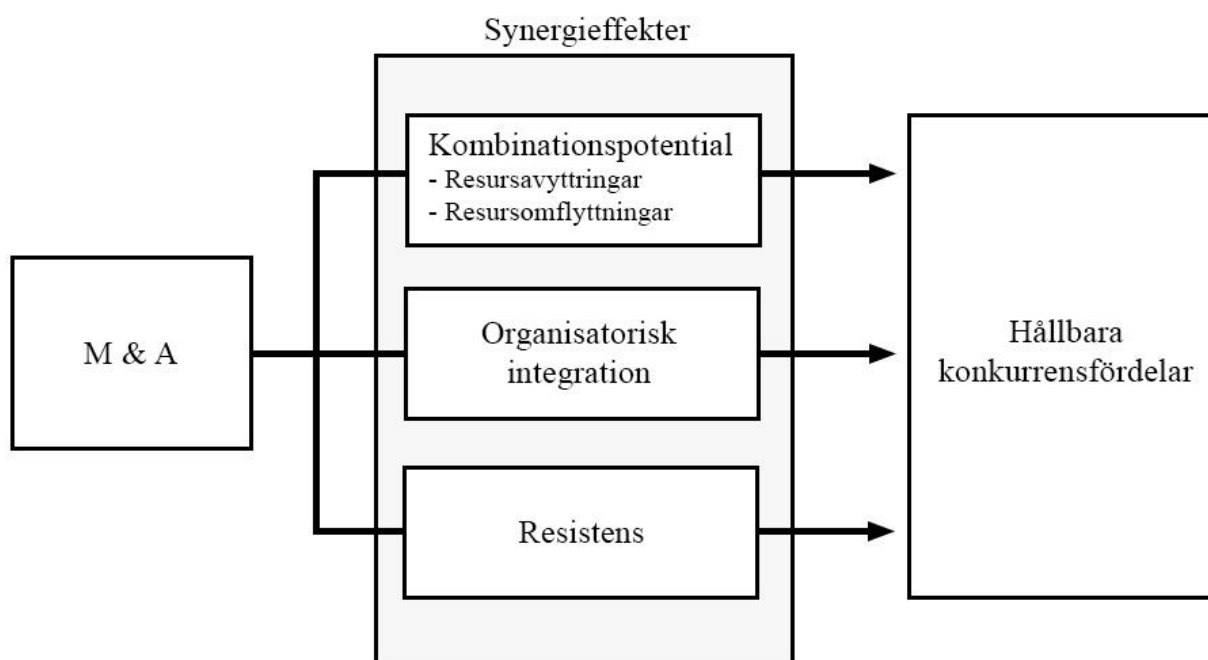 Synergieffekter
Kombinationspotential
- Resursavyttringar
- Resursomflyttningar
M & A
Organisatorisk
integration
Resistens
Hållbara
konkurrensfördelar